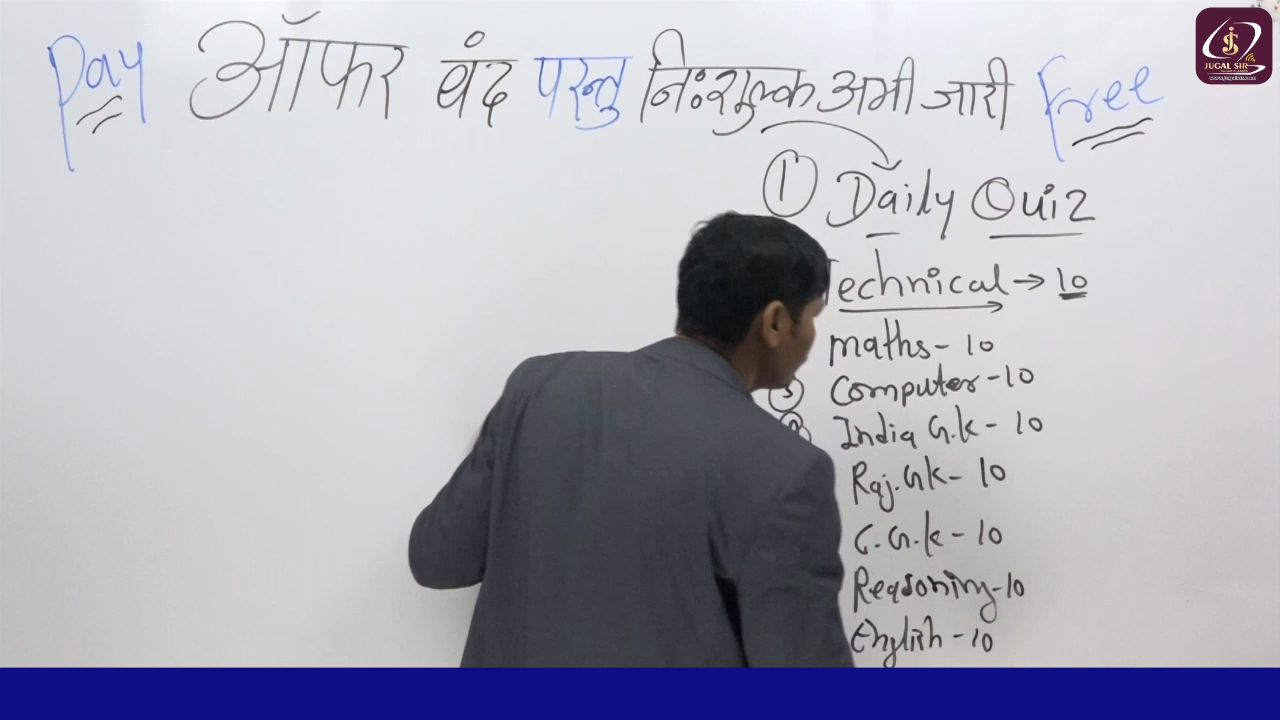 Pay ऑफर बंद परन्तु निःशुल्क अभी जारी Free
JUGAL SIR
① Daily Quiz
Technical → 10
maths - 10
③ Computer - 10
India G.K - 10
Raj. GK - 10
C. G.K - 10
Reasoning - 10
English - 10